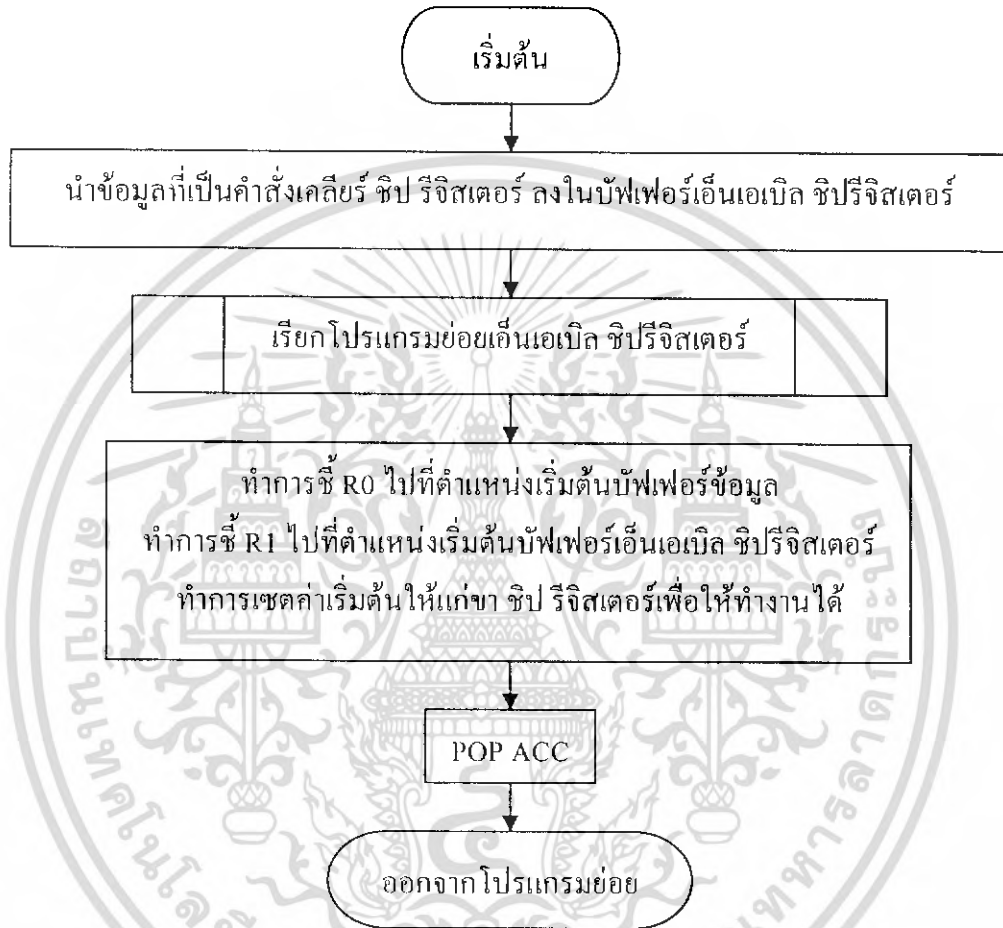 เริ่มต้น
นำข้อมูลที่เป็นคำสั่งเคลียร์ ชิป รีจิสเตอร์ ลงในบัฟเฟอร์เอ็นเอเบิล ชิปรีจิสเตอร์
เรียกโปรแกรมย่อยเอ็นเอเบิล ชิปรีจิสเตอร์
ทำการชี้ R0 ไปที่ตำแหน่งเริ่มต้นบัฟเฟอร์ข้อมูล
ทำการชี้ R1 ไปที่ตำแหน่งเริ่มต้นบัฟเฟอร์เอ็นเอเบิล ชิปรีจิสเตอร์
ทำการเซตค่าเริ่มต้นให้แก่ขา ชิป รีจิสเตอร์เพื่อให้ทำงานได้
POP ACC
ออกจากโปรแกรมย่อย